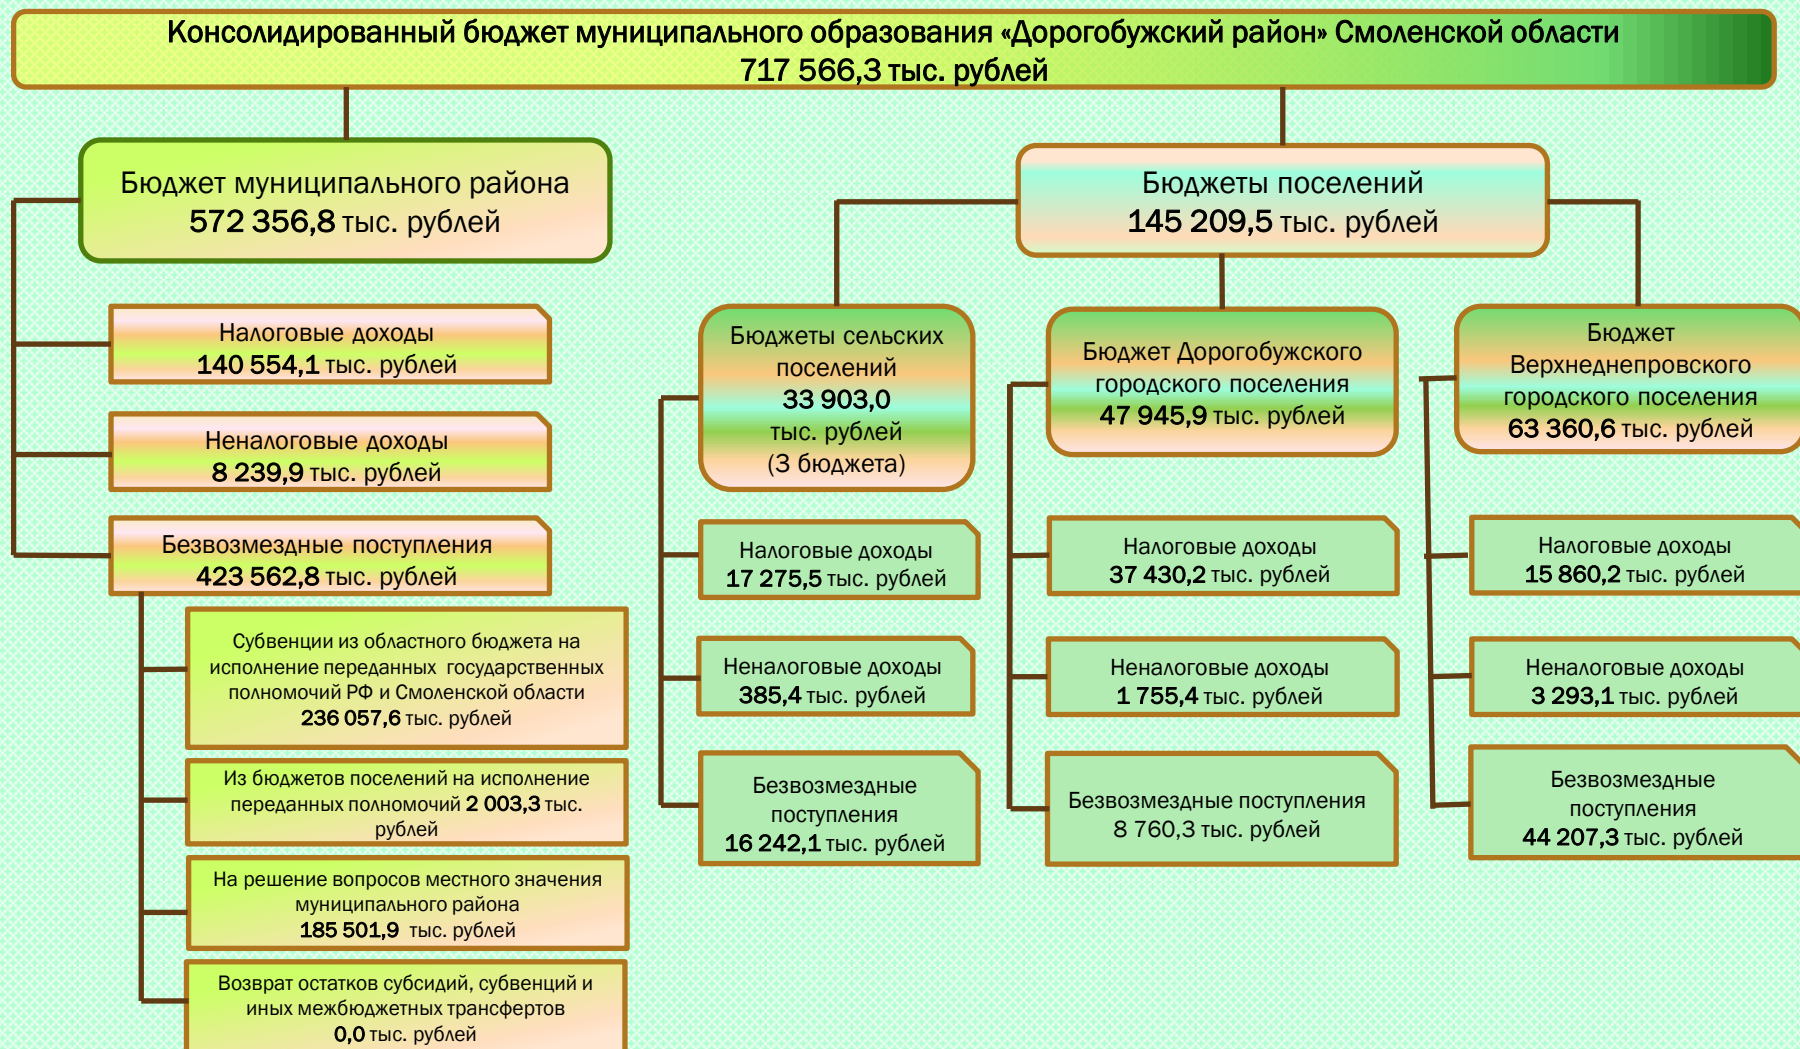 Консолидированный бюджет муниципального образования «Дорогобужский район» Смоленской области
717 566,3 тыс. рублей
Бюджет муниципального района
572 356,8 тыс. рублей
Налоговые доходы
140 554,1 тыс. рублей
Неналоговые доходы
8 239,9 тыс. рублей
Безвозмездные поступления
423 562,8 тыс. рублей
Субвенции из областного бюджета на
исполнение переданных государственных
полномочий РФ и Смоленской области
236 057,6 тыс. рублей
Из бюджетов поселений на исполнение
переданных полномочий 2 003,3 тыс.
рублей
На решение вопросов местного значения
муниципального района
185 501,9 тыс. рублей
Возврат остатков субсидий, субвенций и
иных межбюджетных трансфертов
0,0 тыс. рублей
Бюджеты поселений
145 209,5 тыс. рублей
Бюджеты сельских
поселений
33 903,0
тыс. рублей
(3 бюджета)
Налоговые доходы
17 275,5 тыс. рублей
Неналоговые доходы
385,4 тыс. рублей
Безвозмездные
поступления
16 242,1 тыс. рублей
Бюджет Дорогобужского
городского поселения
47 945,9 тыс. рублей
Налоговые доходы
37 430,2 тыс. рублей
Неналоговые доходы
1 755,4 тыс. рублей
Безвозмездные поступления
8 760,3 тыс. рублей
Бюджет
Верхнеднепровского
городского поселения
63 360,6 тыс. рублей
Налоговые доходы
15 860,2 тыс. рублей
Неналоговые доходы
3 293,1 тыс. рублей
Безвозмездные
поступления
44 207,3 тыс. рублей